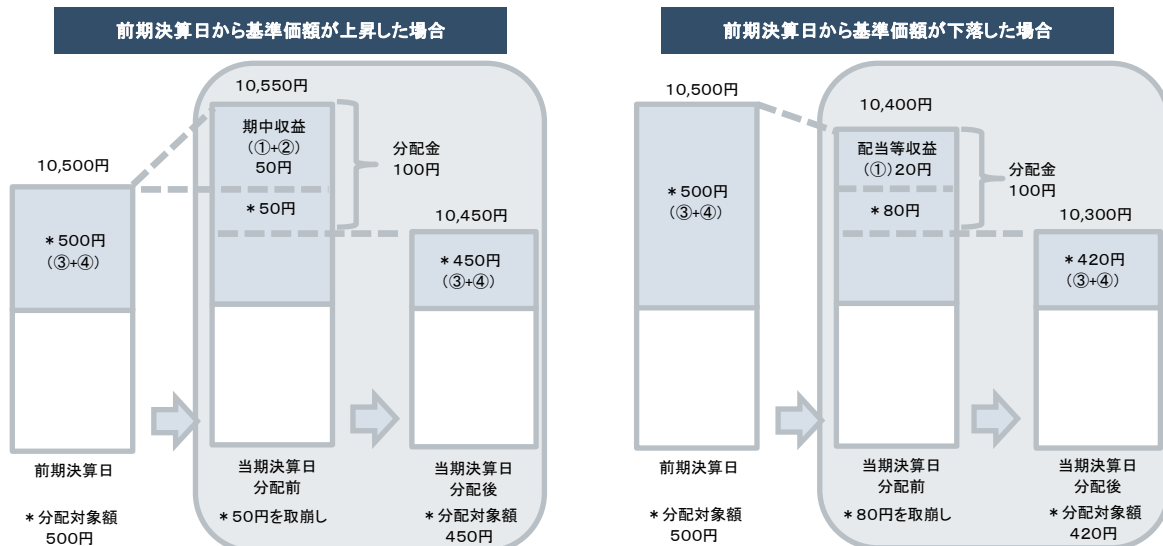 前期決算日から基準価額が上昇した場合
10,550円
期中収益
(①+②)
50円
分配金
100円
10,500円
*50円
10,450円
*500円
(③+④)
*450円
(③+④)
前期決算日
当期決算日
分配前
当期決算日
分配後
*分配対象額
500円
*50円を取崩し
*分配対象額
450円
前期決算日から基準価額が下落した場合
10,500円
10,400円
配当等収益
(①)20円
分配金
100円
*500円
(③+④)
*80円
10,300円
*420円
(③+④)
前期決算日
当期決算日
分配前
当期決算日
分配後
*分配対象額
500円
*80円を取崩し
*分配対象額
420円